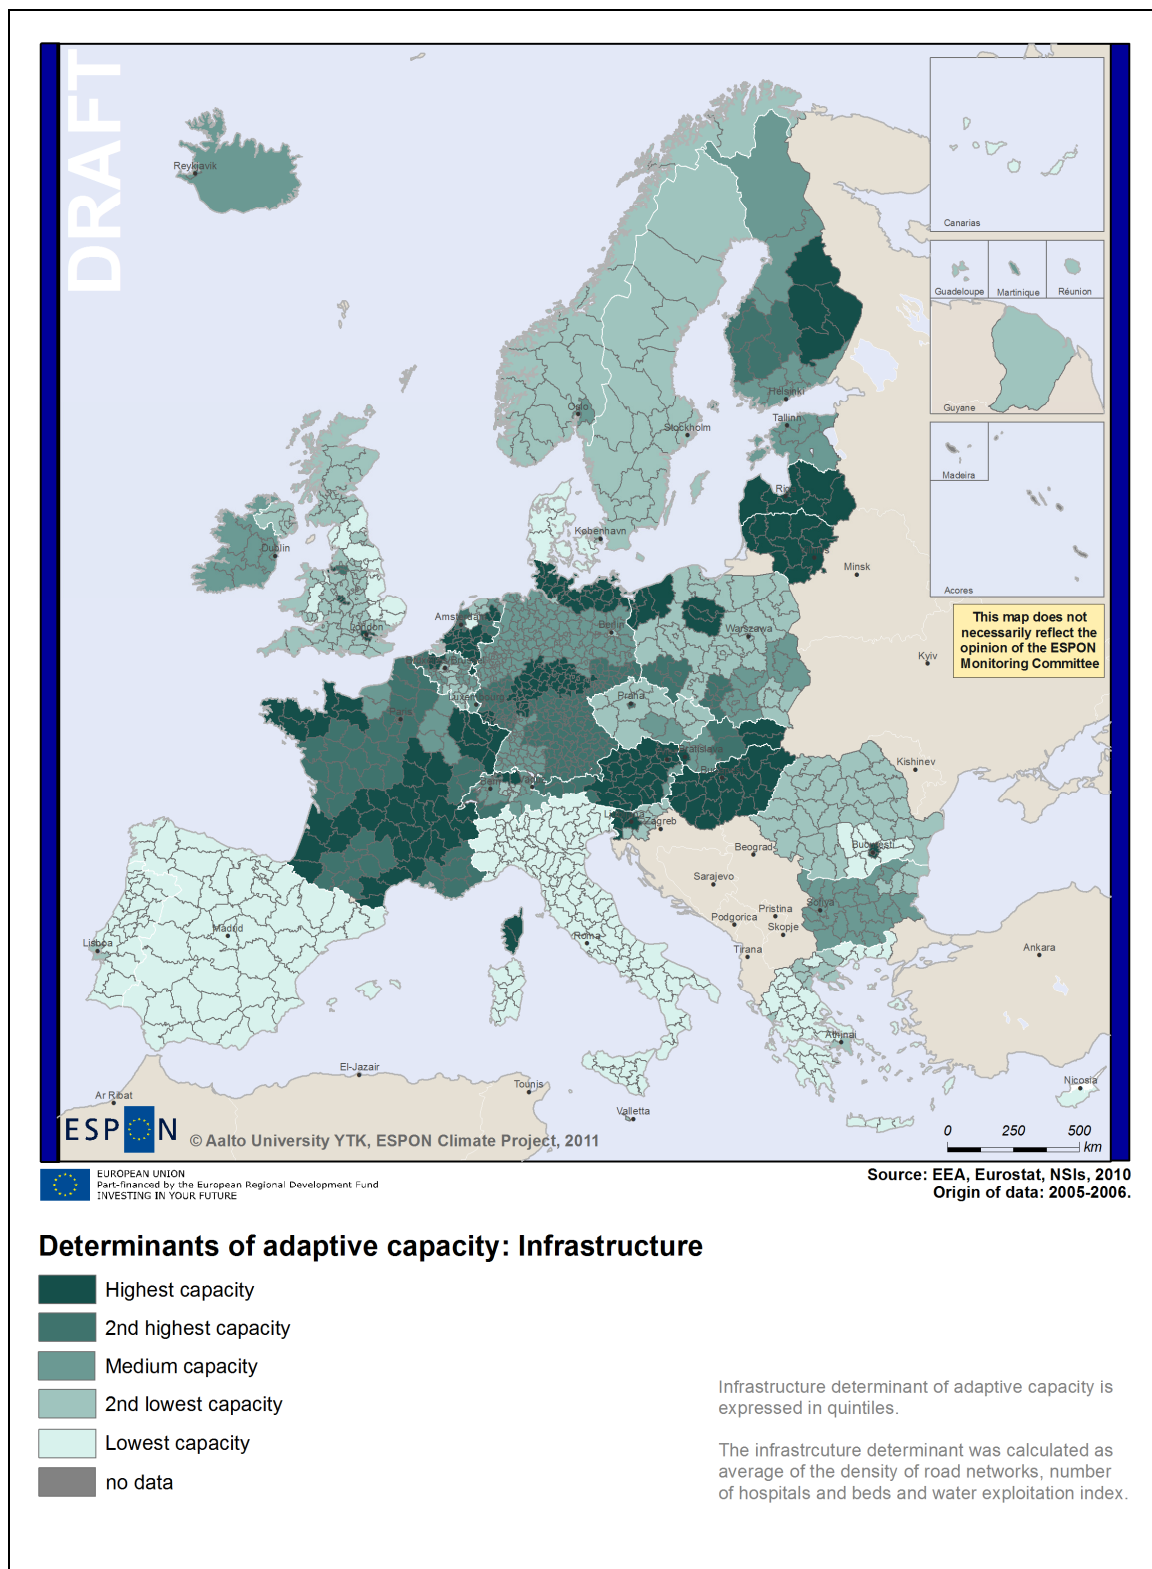 DRAFT
Reykjavik
Canarias
Guadeloupe
Martinique
Réunion
Guyane
Madeira
Acores
Oslo
Helsinki
Tallinn
Stockholm
København
Dublin
Minsk
London
Berlin
Warszawa
Kyiv
Paris
Praha
Kishinev
Zagreb
Beograd
Bucuresti
Sarajevo
Pristina
Sofiya
Podgorica
Skopje
Tirana
Ankara
Madrid
Lisboa
Roma
Athinai
El-Jazair
Tounis
Ar Ribat
Valletta
Nicosia
This map does not
necessarily reflect the
opinion of the ESPON
Monitoring Committee
ESPON
© Aalto University YTK, ESPON Climate Project, 2011
0 250 500
km
EUROPEAN UNION
Part-financed by the European Regional Development Fund
INVESTING IN YOUR FUTURE
Source: EEA, Eurostat, NSIs, 2010
Origin of data: 2005-2006.
Determinants of adaptive capacity: Infrastructure
Highest capacity
2nd highest capacity
Medium capacity
2nd lowest capacity
Lowest capacity
no data
Infrastructure determinant of adaptive capacity is
expressed in quintiles.
The infrastrcuture determinant was calculated as
average of the density of road networks, number
of hospitals and beds and water exploitation index.